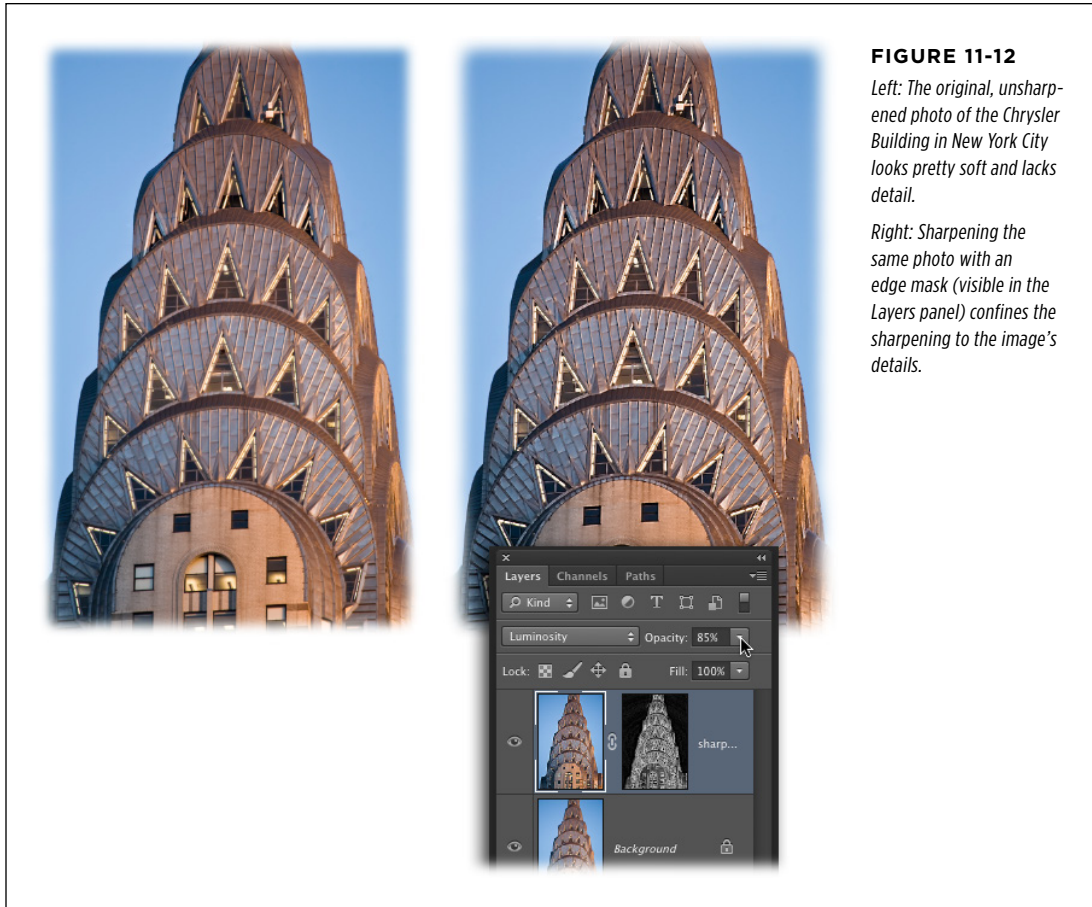 FIGURE 11-12
Left: The original, unsharp-
ened photo of the Chrysler
Building in New York City
looks pretty soft and lacks
detail.
Right: Sharpening the
same photo with an
edge mask (visible in the
Layers panel) confines the
sharpening to the image's
details.
Layers Channels Paths
Kind
Luminosity Opacity: 85%
Lock: Fill: 100%
sharp...
Background